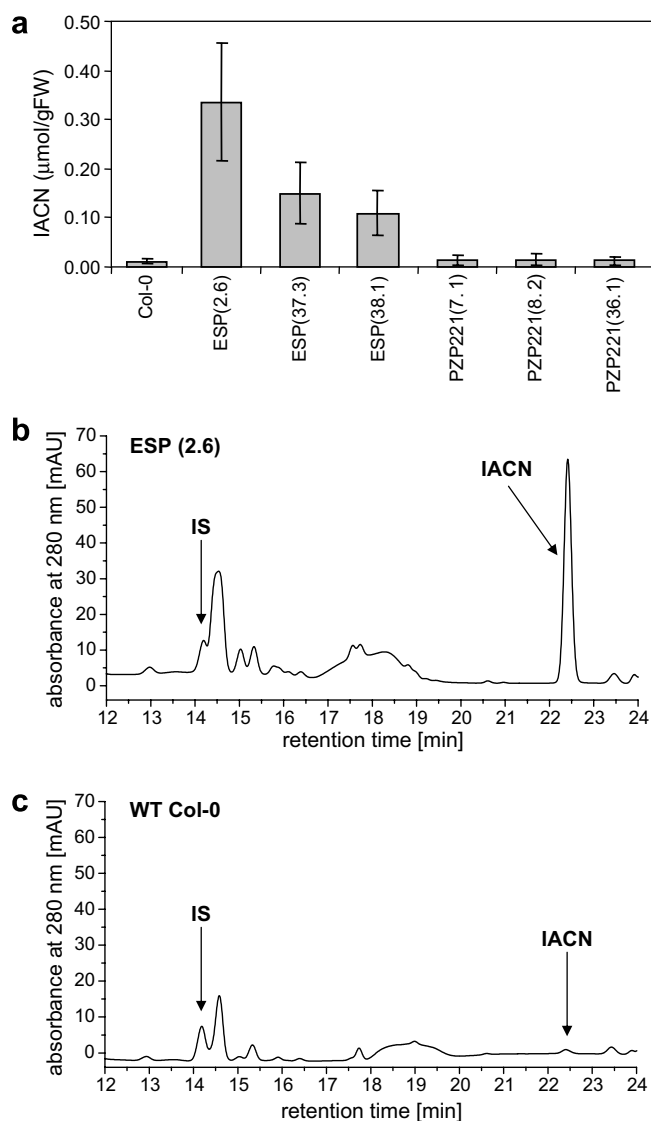 a
IACN (µmol/gFW)
0.50
0.40
0.30
0.20
0.10
0.00
Col-0
ESP(2.6)
ESP(37.3)
ESP(38.1)
PZP221(7. 1)
PZP221(8. 2)
PZP221(36.1)
b
ESP (2.6)
IACN
IS
absorbance at 280 nm [mAU]
70
60
50
40
30
20
10
0
12 13 14 15 16 17 18 19 20 21 22 23 24
retention time [min]
c
WT Col-0
IS
IACN
absorbance at 280 nm [mAU]
70
60
50
40
30
20
10
0
12 13 14 15 16 17 18 19 20 21 22 23 24
retention time [min]